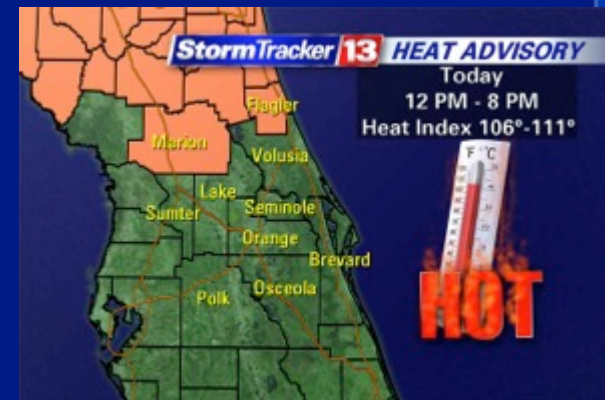 StormTracker 13 HEAT ADVISORY
Today
12 PM - 8 PM
Heat Index 106°-111°
Flagler
Marion
Volusia
Lake
Sumter
Seminole
Orange
Brevard
Osceola
Polk
°F °C
HOT